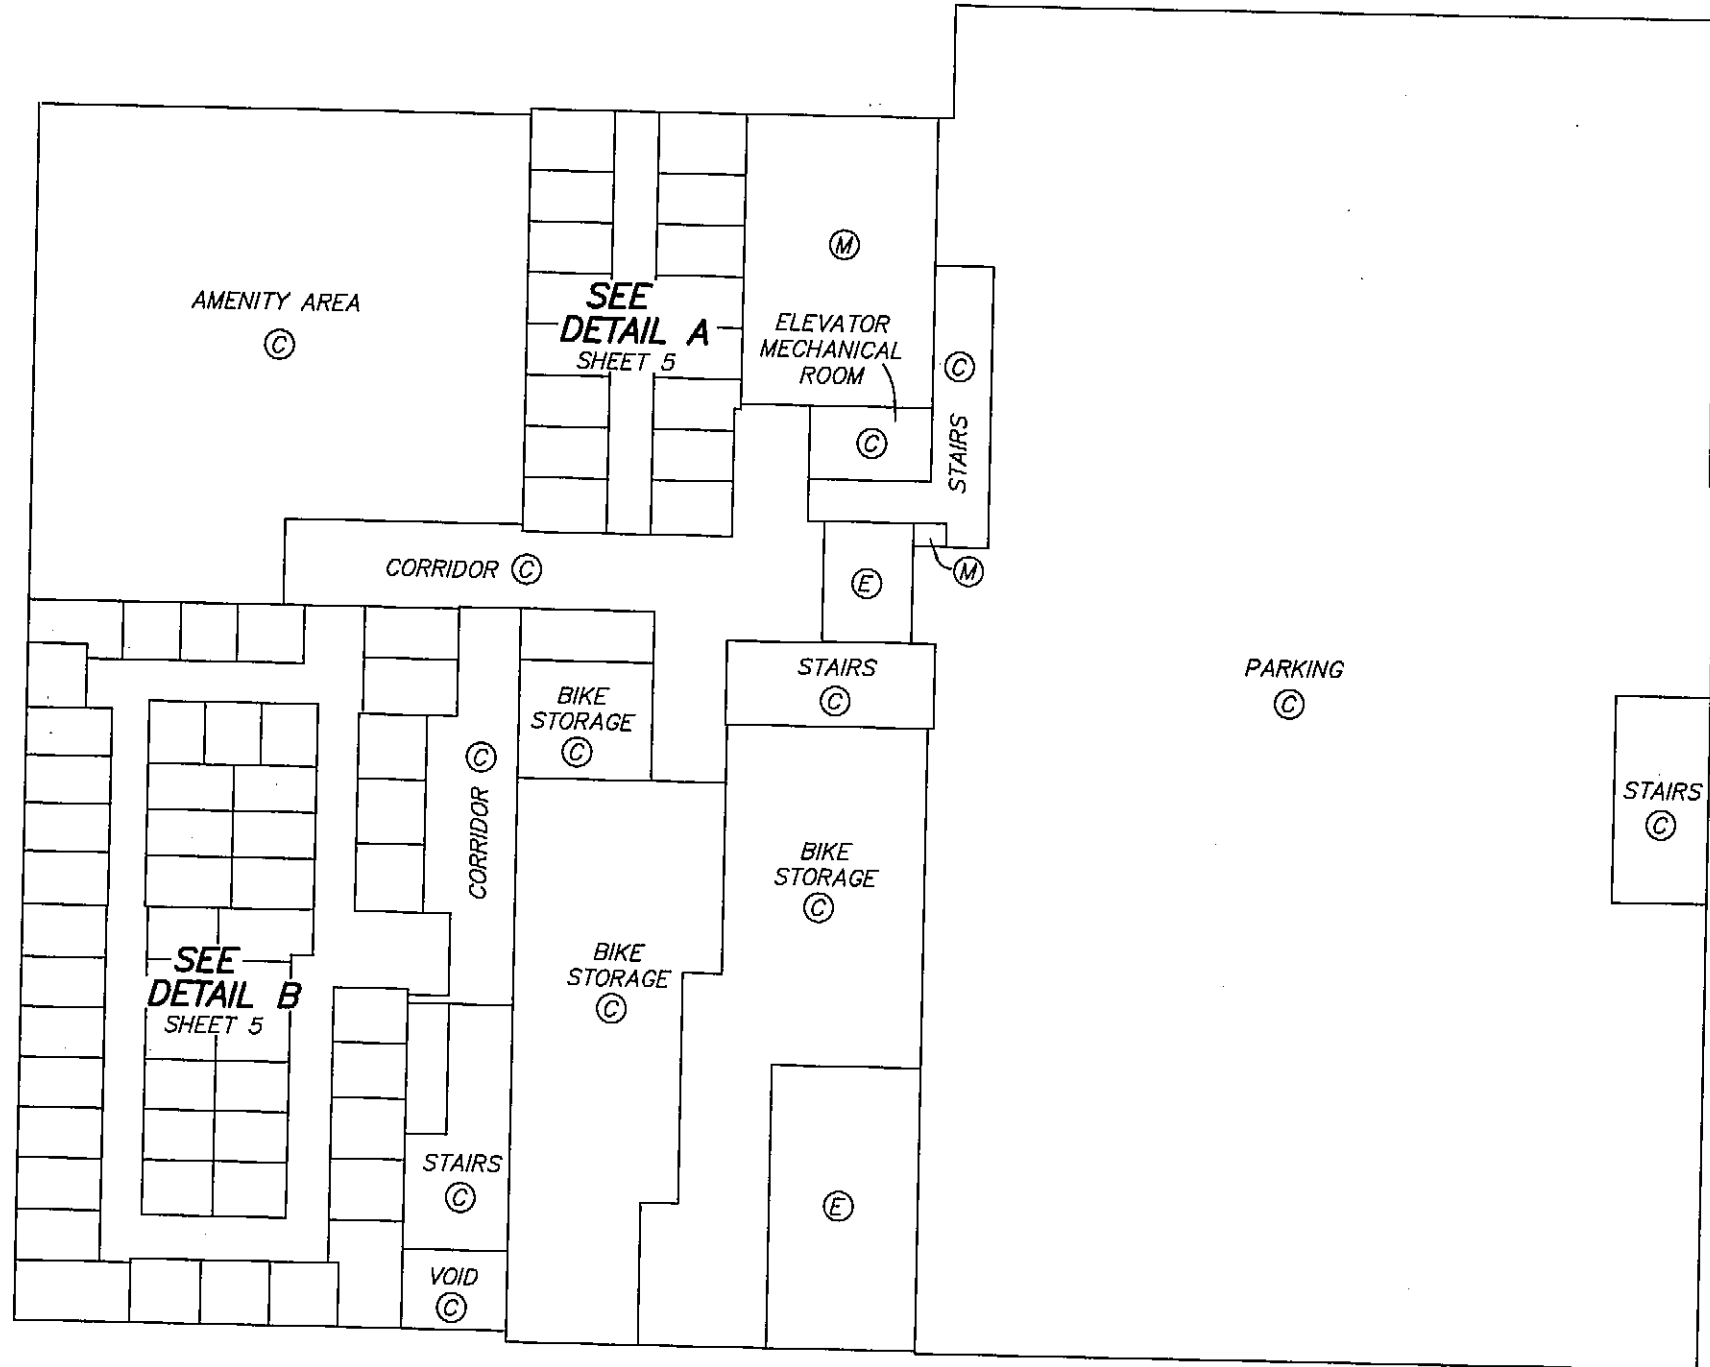 AMENITY AREA
C
SEE
DETAIL A
SHEET 5
M
ELEVATOR
MECHANICAL
ROOM
C
C
STAIRS
CORRIDOR C
E
M
STAIRS
C
BIKE
STORAGE
C
CORRIDOR C
PARKING
C
STAIRS
C
BIKE
STORAGE
C
BIKE
STORAGE
C
SEE
DETAIL B
SHEET 5
STAIRS
C
E
VOID
C